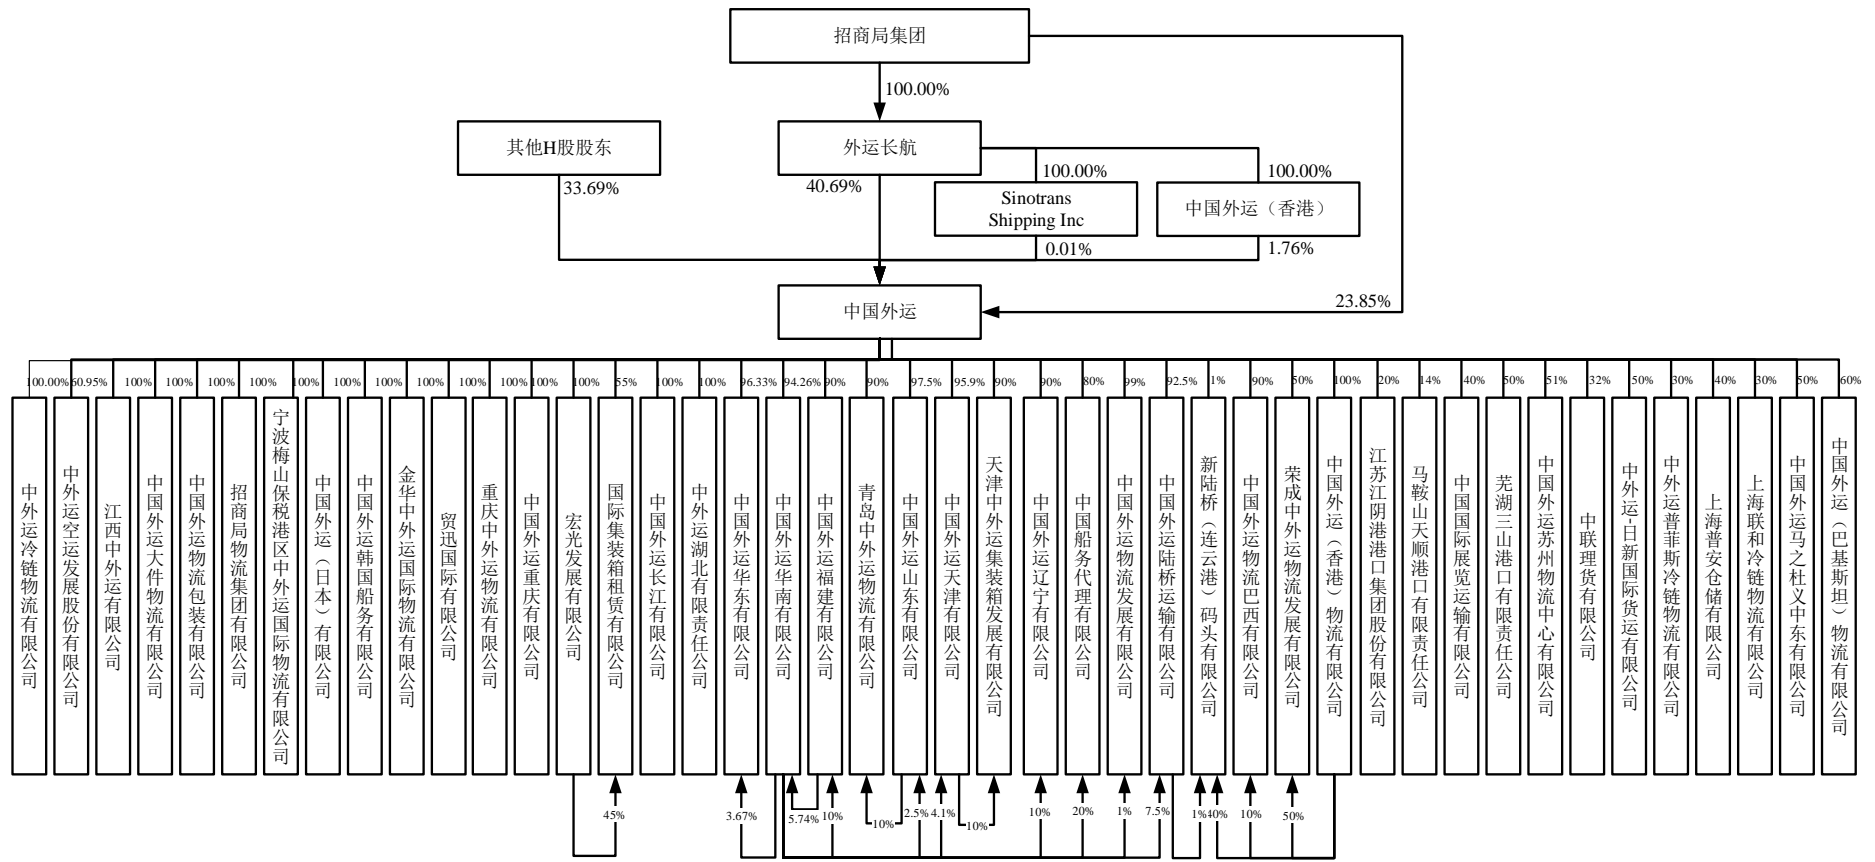 招商局集团
100.00%
其他H股股东
外运长航
33.69%
40.69%
100.00%
100.00%
Sinotrans
Shipping Inc
中国外运（香港）
0.01%
1.76%
中国外运
23.85%
100.00%
60.95%
100%
100%
100%
100%
100%
100%
100%
100%
100%
100%
100%
100%
55%
100%
100%
96.33%
94.26%
90%
90%
97.5%
95.9%
90%
90%
80%
99%
92.5%
1%
90%
50%
100%
20%
14%
40%
50%
51%
32%
50%
30%
40%
30%
50%
60%
中外运冷链物流有限公司
中外运空运发展股份有限公司
江西中外运有限公司
中国外运大件物流有限公司
中国外运物流包装有限公司
招商局物流集团有限公司
宁波梅山保税港区中外运国际物流有限公司
中国外运（日本）有限公司
中国外运韩国船务有限公司
金华中外运国际物流有限公司
贸迅国际有限公司
重庆中外运物流有限公司
中国外运重庆有限公司
宏光发展有限公司
国际集装箱租赁有限公司
中国外运长江有限公司
中外运湖北有限责任公司
中国外运华东有限公司
中国外运华南有限公司
中国外运福建有限公司
青岛中外运物流有限公司
中国外运山东有限公司
中国外运天津有限公司
天津中外运集装箱发展有限公司
中国外运辽宁有限公司
中国船务代理有限公司
中国外运物流发展有限公司
中国外运陆桥运输有限公司
新陆桥（连云港）码头有限公司
中国外运物流巴西有限公司
荣成中外运物流发展有限公司
中国外运（香港）物流有限公司
江苏江阴港港口集团股份有限公司
马鞍山天顺港口有限责任公司
中国国际展览运输有限公司
芜湖三山港口有限责任公司
中国外运苏州物流中心有限公司
中联理货有限公司
中外运-日新国际货运有限公司
中外运普菲斯冷链物流有限公司
上海普安仓储有限公司
上海联和冷链物流有限公司
中国外运马之杜义中东有限公司
中国外运（巴基斯坦）物流有限公司
45%
3.67%
5.74%
10%
10%
2.5%
4.1%
10%
10%
20%
1%
7.5%
1%
40%
10%
50%